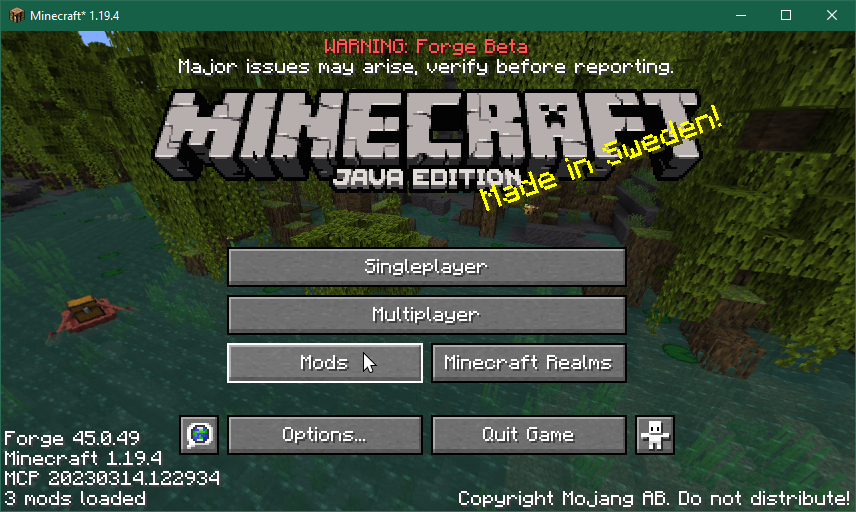 Minecraft* 1.19.4
WARNING: Forge Beta
Major issues may arise, verify before reporting.
MINECRAFT
JAVA EDITION
Made in Sweden!
Singleplayer
Multiplayer
Mods
Minecraft Realms
Options...
Quit Game
Forge 45.0.49
Minecraft 1.19.4
MCP 20230314.122934
3 mods loaded
Copyright Mojang AB. Do not distribute!